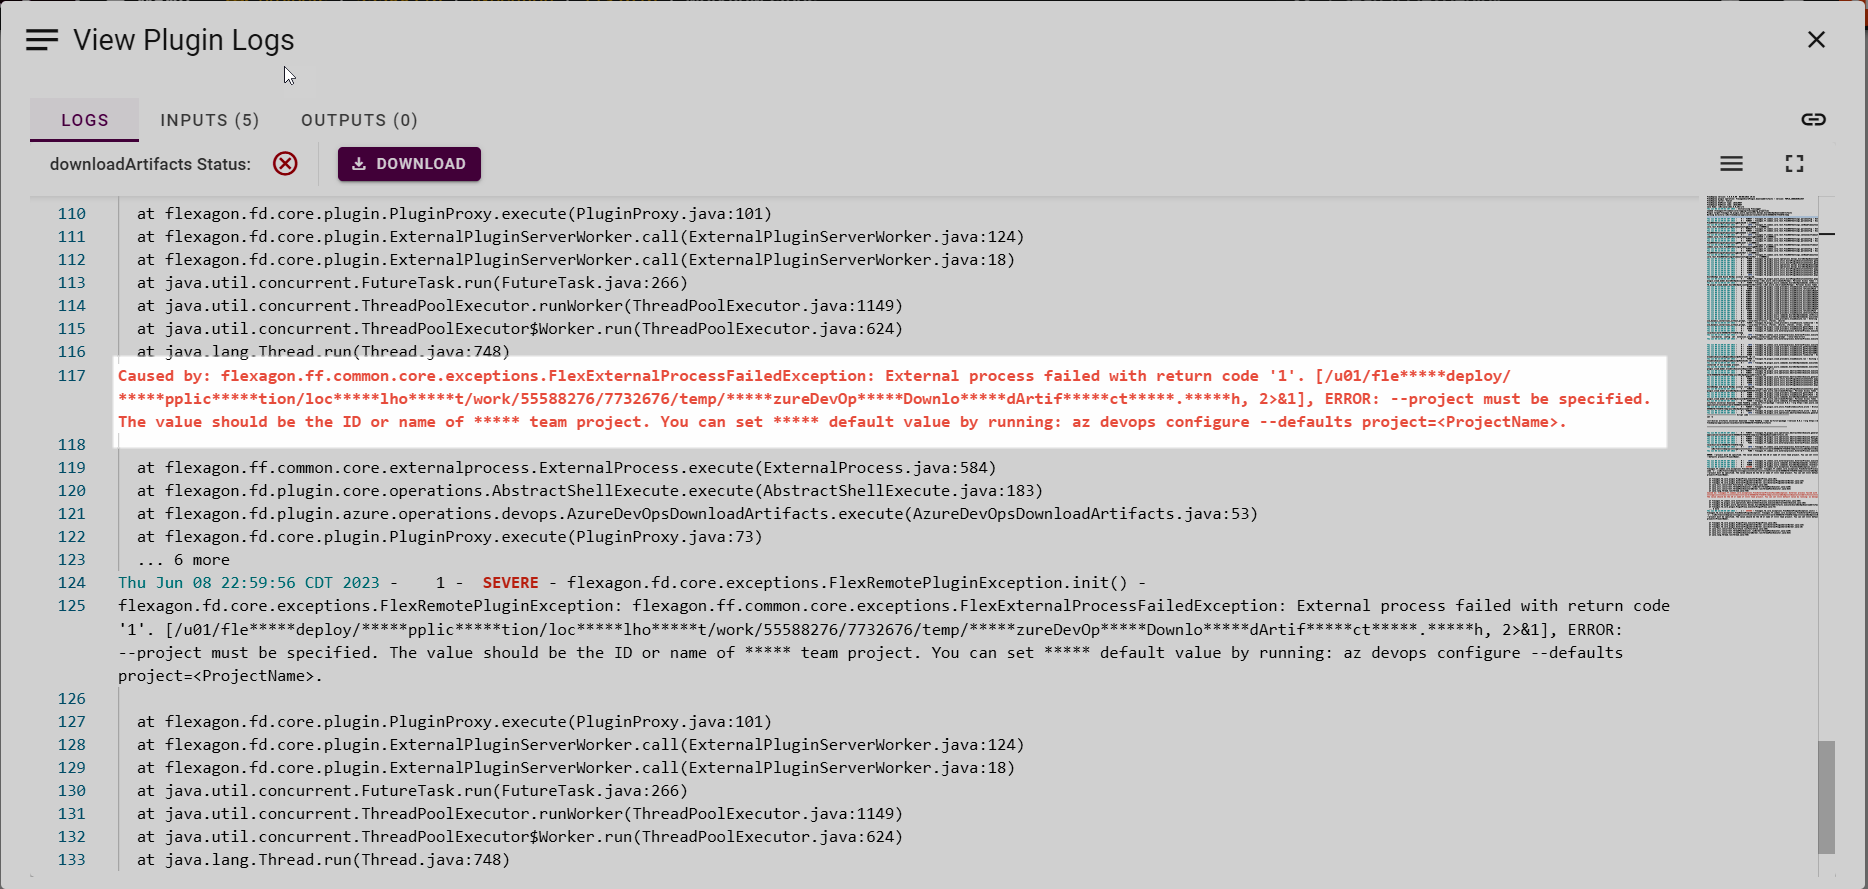 View Plugin Logs
LOGS INPUTS (5) OUTPUTS (0)
downloadArtifacts Status: DOWNLOAD
110 at flexagon.fd.core.plugin.PluginProxy.execute(PluginProxy.java:101)
111 at flexagon.fd.core.plugin.ExternalPluginServerWorker.call(ExternalPluginServerWorker.java:124)
112 at flexagon.fd.core.plugin.ExternalPluginServerWorker.call(ExternalPluginServerWorker.java:18)
113 at java.util.concurrent.FutureTask.run(FutureTask.java:266)
114 at java.util.concurrent.ThreadPoolExecutor.runWorker(ThreadPoolExecutor.java:1149)
115 at java.util.concurrent.ThreadPoolExecutor$Worker.run(ThreadPoolExecutor.java:624)
116 at java.lang.Thread.run(Thread.java:748)
117 Caused by: flexagon.ff.common.core.exceptions.FlexExternalProcessFailedException: External process failed with return code '1'. [/u01/fle*****deploy/
*****pplic*****tion/loc*****lho*****t/work/55588276/7732676/temp/*****zureDevOp*****Downlo*****dArtif*****ct*****.*****h, 2>&1], ERROR: --project must be specified.
The value should be the ID or name of ***** team project. You can set ***** default value by running: az devops configure --defaults project=<ProjectName>.
118
119 at flexagon.ff.common.core.externalprocess.ExternalProcess.execute(ExternalProcess.java:584)
120 at flexagon.fd.plugin.core.operations.AbstractShellExecute.execute(AbstractShellExecute.java:183)
121 at flexagon.fd.plugin.azure.operations.devops.AzureDevOpsDownloadArtifacts.execute(AzureDevOpsDownloadArtifacts.java:53)
122 at flexagon.fd.core.plugin.PluginProxy.execute(PluginProxy.java:73)
123 ... 6 more
124 Thu Jun 08 22:59:56 CDT 2023 - 1 - SEVERE - flexagon.fd.core.exceptions.FlexRemotePluginException.init() -
125 flexagon.fd.core.exceptions.FlexRemotePluginException: flexagon.ff.common.core.exceptions.FlexExternalProcessFailedException: External process failed with return code
'1'. [/u01/fle*****deploy/*****pplic*****tion/loc*****lho*****t/work/55588276/7732676/temp/*****zureDevOp*****Downlo*****dArtif*****ct*****.*****h, 2>&1], ERROR:
--project must be specified. The value should be the ID or name of ***** team project. You can set ***** default value by running: az devops configure --defaults
project=<ProjectName>.
126
127 at flexagon.fd.core.plugin.PluginProxy.execute(PluginProxy.java:101)
128 at flexagon.fd.core.plugin.ExternalPluginServerWorker.call(ExternalPluginServerWorker.java:124)
129 at flexagon.fd.core.plugin.ExternalPluginServerWorker.call(ExternalPluginServerWorker.java:18)
130 at java.util.concurrent.FutureTask.run(FutureTask.java:266)
131 at java.util.concurrent.ThreadPoolExecutor.runWorker(ThreadPoolExecutor.java:1149)
132 at java.util.concurrent.ThreadPoolExecutor$Worker.run(ThreadPoolExecutor.java:624)
133 at java.lang.Thread.run(Thread.java:748)